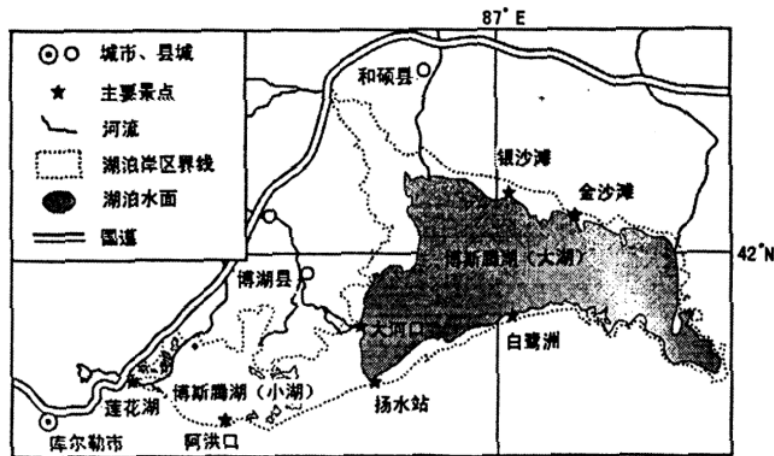 87°E
城市、县城
主要景点
河流
湖泊岸区界线
湖泊水面
国道
和硕县
银沙滩
金沙滩
42°N
博斯腾湖（大湖）
博湖县
大河口
白鹭洲
博斯腾湖（小湖）
扬水站
莲花湖
阿洪口
库尔勒市